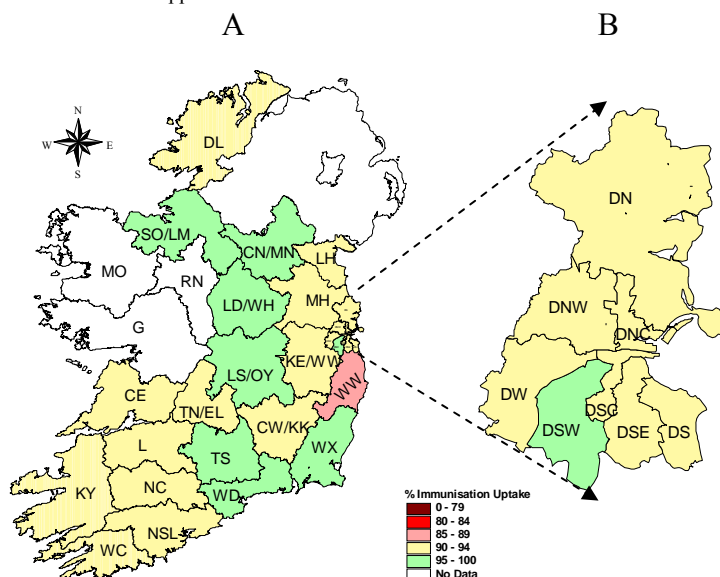 A B
N
W E
S
DL
DN
SO/LM
CN/MN
LH
MO
RN
MH
LD/WH
DNW
DNC
G
KE/WW
LS/OY
WW
CE
TN/EL
DW
DSC
CW/KK
DSW
DSE
DS
L
TS
WX
KY
NC
WD
NSL
WC
% Immunisation Uptake
0 - 79
80 - 84
85 - 89
90 - 94
95 - 100
No Data